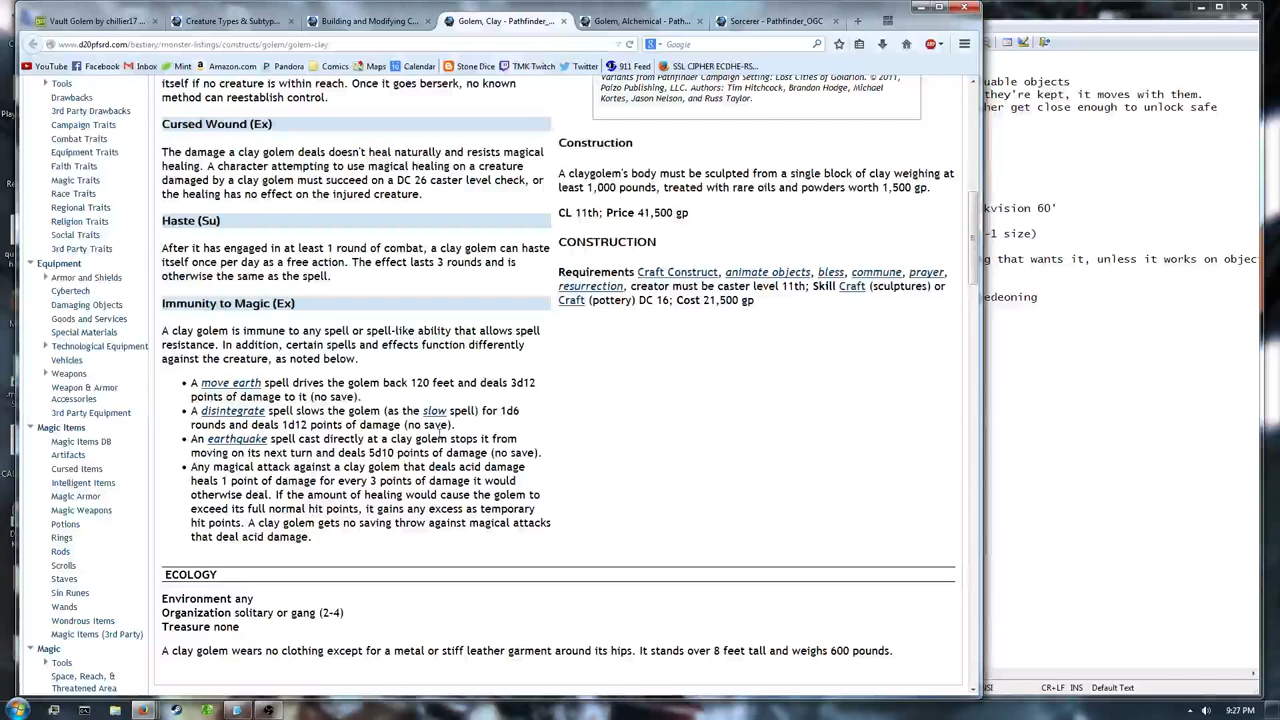 Vault Golem by chillier17
Creature Types & Subtyp...
Building and Modifying C...
Golem, Clay - Pathfinder_...
Golem, Alchemical - Path...
Sorcerer - Pathfinder_OGC
www.d20pfsrd.com/bestiary/monster-listings/constructs/golem/golem-clay
Google
YouTube
Facebook
Inbox
Mint
Amazon.com
Pandora
Comics
Maps
Calendar
Stone Dice
TMK Twitch
Twitter
911 Feed
SSL CIPHER ECDHE-RS...
Tools
Drawbacks
3rd Party Drawbacks
Campaign Traits
Combat Traits
Equipment Traits
Faith Traits
Magic Traits
Race Traits
Regional Traits
Religion Traits
Social Traits
3rd Party Traits
Equipment
Armor and Shields
Cybertech
Damaging Objects
Goods and Services
Special Materials
Technological Equipment
Vehicles
Weapons
Weapon & Armor
Accessories
3rd Party Equipment
Magic Items
Magic Items DB
Artifacts
Cursed Items
Intelligent Items
Magic Armor
Magic Weapons
Potions
Rings
Rods
Scrolls
Staves
Sin Runes
Wands
Wondrous Items
Magic Items (3rd Party)
Magic
Tools
Space, Reach, &
Threatened Area
itself if no creature is within reach. Once it goes berserk, no known
method can reestablish control.
Cursed Wound (Ex)
The damage a clay golem deals doesn't heal naturally and resists magical
healing. A character attempting to use magical healing on a creature
damaged by a clay golem must succeed on a DC 26 caster level check, or
the healing has no effect on the injured creature.
Haste (Su)
After it has engaged in at least 1 round of combat, a clay golem can haste
itself once per day as a free action. The effect lasts 3 rounds and is
otherwise the same as the spell.
Immunity to Magic (Ex)
A clay golem is immune to any spell or spell-like ability that allows spell
resistance. In addition, certain spells and effects function differently
against the creature, as noted below.
• A move earth spell drives the golem back 120 feet and deals 3d12
points of damage to it (no save).
• A disintegrate spell slows the golem (as the slow spell) for 1d6
rounds and deals 1d12 points of damage (no save).
• An earthquake spell cast directly at a clay golem stops it from
moving on its next turn and deals 5d10 points of damage (no save).
• Any magical attack against a clay golem that deals acid damage
heals 1 point of damage for every 3 points of damage it would
otherwise deal. If the amount of healing would cause the golem to
exceed its full normal hit points, it gains any excess as temporary
hit points. A clay golem gets no saving throw against magical attacks
that deal acid damage.
ECOLOGY
Environment any
Organization solitary or gang (2-4)
Treasure none
A clay golem wears no clothing except for a metal or stiff leather garment around its hips. It stands over 8 feet tall and weighs 600 pounds.
Variants from Pathfinder Campaign Setting: Lost Cities of Golarion. © 2011,
Paizo Publishing, LLC. Authors: Tim Hitchcock, Brandon Hodge, Michael
Kortes, Jason Nelson, and Russ Taylor.
Construction
A claygolem's body must be sculpted from a single block of clay weighing at
least 1,000 pounds, treated with rare oils and powders worth 1,500 gp.
CL 11th; Price 41,500 gp
CONSTRUCTION
Requirements Craft Construct, animate objects, bless, commune, prayer,
resurrection, creator must be caster level 11th; Skill Craft (sculptures) or
Craft (pottery) DC 16; Cost 21,500 gp
uable objects
they're kept, it moves with them.
her get close enough to unlock safe
kvision 60'
-1 size)
g that wants it, unless it works on objec
edeoning
CR+LF INS Default Text
9:27 PM